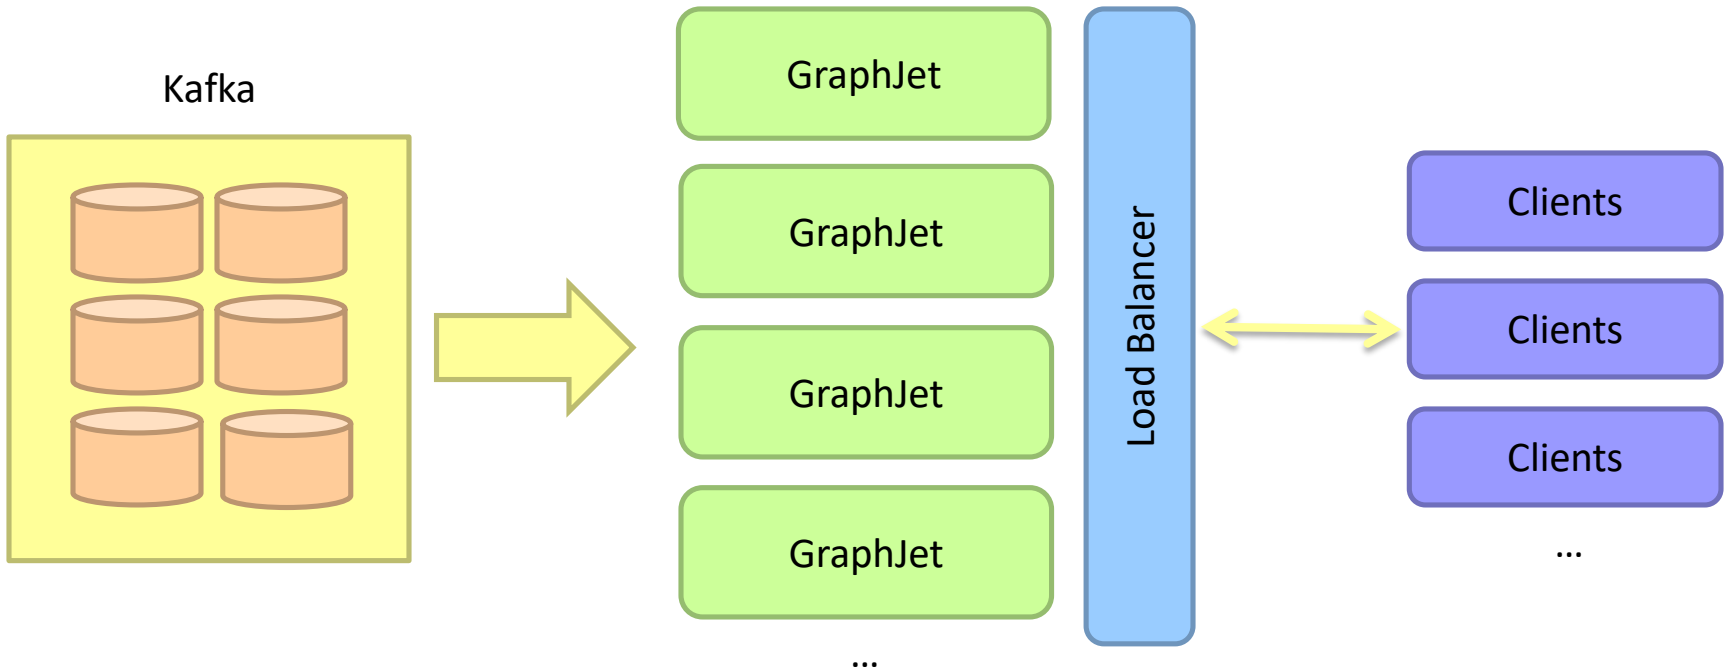 Kafka
GraphJet
GraphJet
GraphJet
GraphJet
...
Load Balancer
Clients
Clients
Clients
...